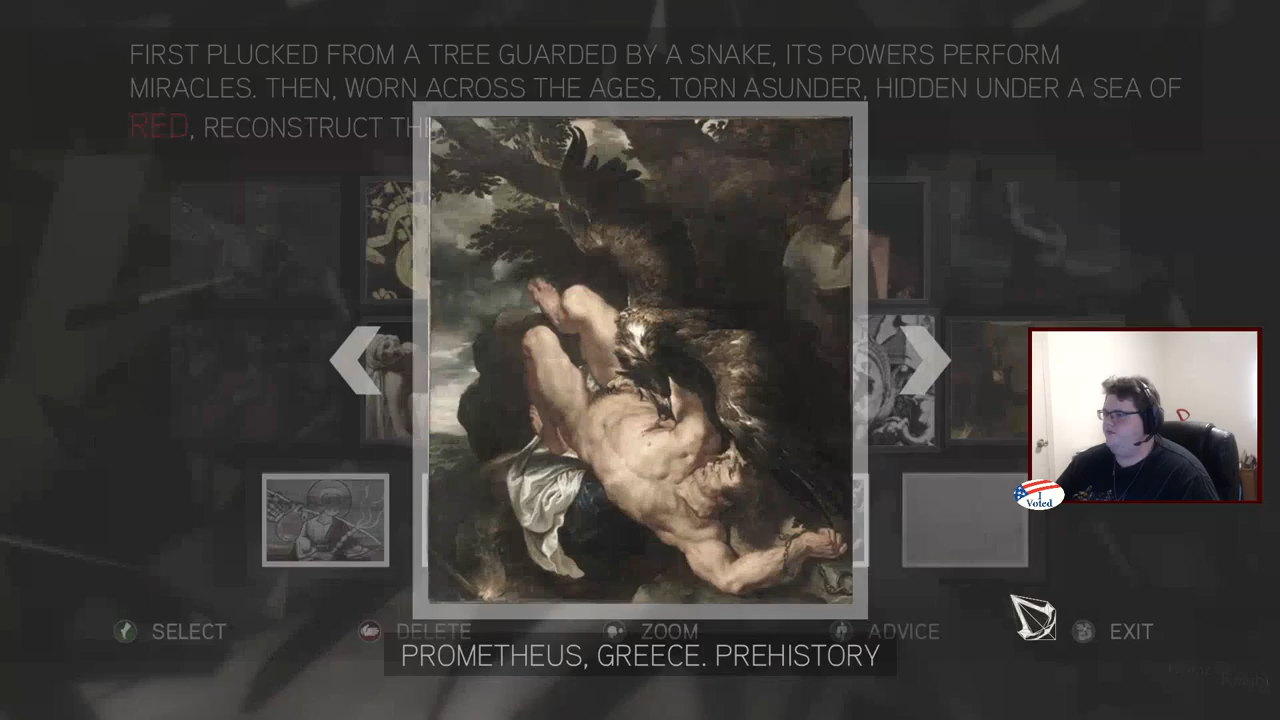 FIRST PLUCKED FROM A TREE GUARDED BY A SNAKE, ITS POWERS PERFORM
MIRACLES. THEN, WORN ACROSS THE AGES, TORN ASUNDER, HIDDEN UNDER A SEA OF
RED, RECONSTRUCT
D
I
Voted
SELECT
DELETE
ZOOM
ADVICE
EXIT
PROMETHEUS, GREECE. PREHISTORY